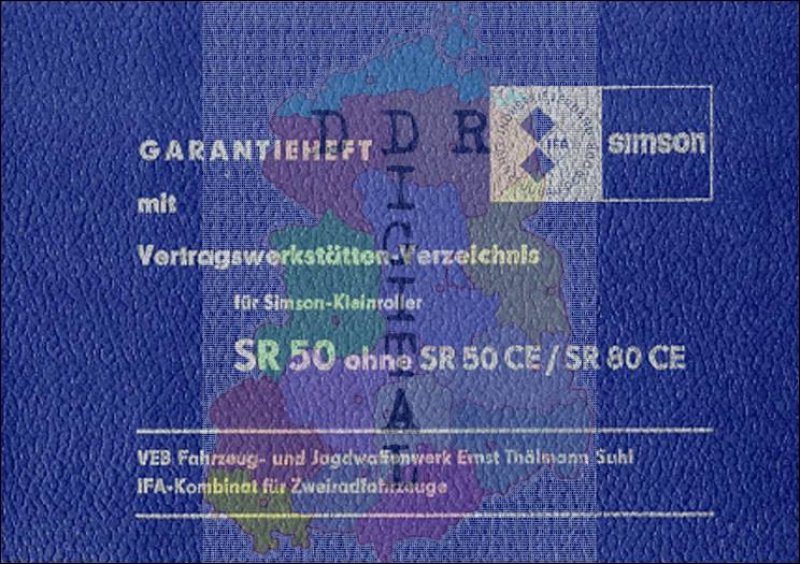 DDR
simson
IFA
GARANTIEHEFT
mit
Vertragswerkstätten-Verzeichnis
für Simson-Kleinroller
SR 50 ohne SR 50 CE / SR 80 CE
VEB Fahrzeug- und Jagdwaffenwerk Ernst Thälmann Suhl
IFA-Kombinat für Zweiradfahrzeuge